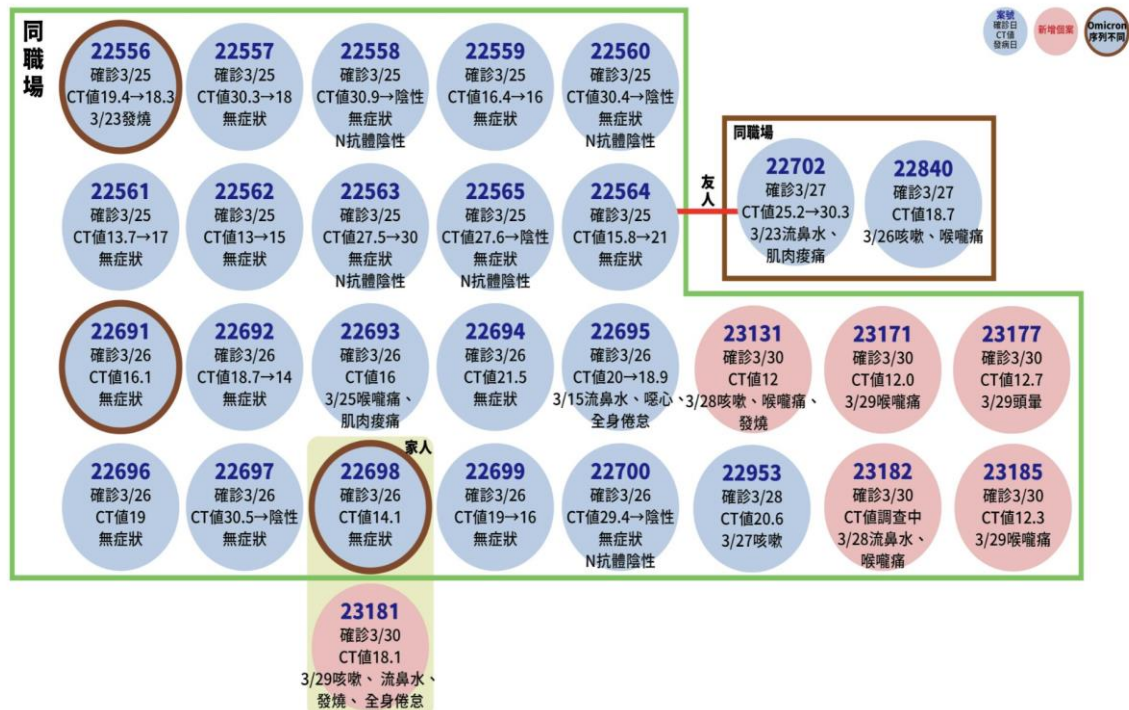 同職場
案號
確診日
CT值
發病日
新增個案
Omicron
序列不同
22556
確診3/25
CT值19.4→18.3
3/23發燒
22557
確診3/25
CT值30.3→18
無症狀
22558
確診3/25
CT值30.9→陰性
無症狀
N抗體陰性
22559
確診3/25
CT值16.4→16
無症狀
22560
確診3/25
CT值30.4→陰性
無症狀
N抗體陰性
22561
確診3/25
CT值13.7→17
無症狀
22562
確診3/25
CT值13→15
無症狀
22563
確診3/25
CT值27.5→30
無症狀
N抗體陰性
22565
確診3/25
CT值27.6→陰性
無症狀
N抗體陰性
22564
確診3/25
CT值15.8→21
無症狀
友人
同職場
22702
確診3/27
CT值25.2→30.3
3/23流鼻水、
肌肉痠痛
22840
確診3/27
CT值18.7
3/26咳嗽、喉嚨痛
22691
確診3/26
CT值16.1
無症狀
22692
確診3/26
CT值18.7→14
無症狀
22693
確診3/26
CT值16
3/25喉嚨痛、
肌肉痠痛
22694
確診3/26
CT值21.5
無症狀
22695
確診3/26
CT值20→18.9
3/15流鼻水、噁心、
全身倦怠
23131
確診3/30
CT值12
3/28咳嗽、喉嚨痛、
發燒
23171
確診3/30
CT值12.0
3/29喉嚨痛
23177
確診3/30
CT值12.7
3/29頭暈
22696
確診3/26
CT值19
無症狀
22697
確診3/26
CT值30.5→陰性
無症狀
家人
22698
確診3/26
CT值14.1
無症狀
22699
確診3/26
CT值19→16
無症狀
22700
確診3/26
CT值29.4→陰性
無症狀
N抗體陰性
22953
確診3/28
CT值20.6
3/27咳嗽
23182
確診3/30
CT值調查中
3/28流鼻水、
喉嚨痛
23185
確診3/30
CT值12.3
3/29喉嚨痛
23181
確診3/30
CT值18.1
3/29咳嗽、 流鼻水、
發燒、 全身倦怠